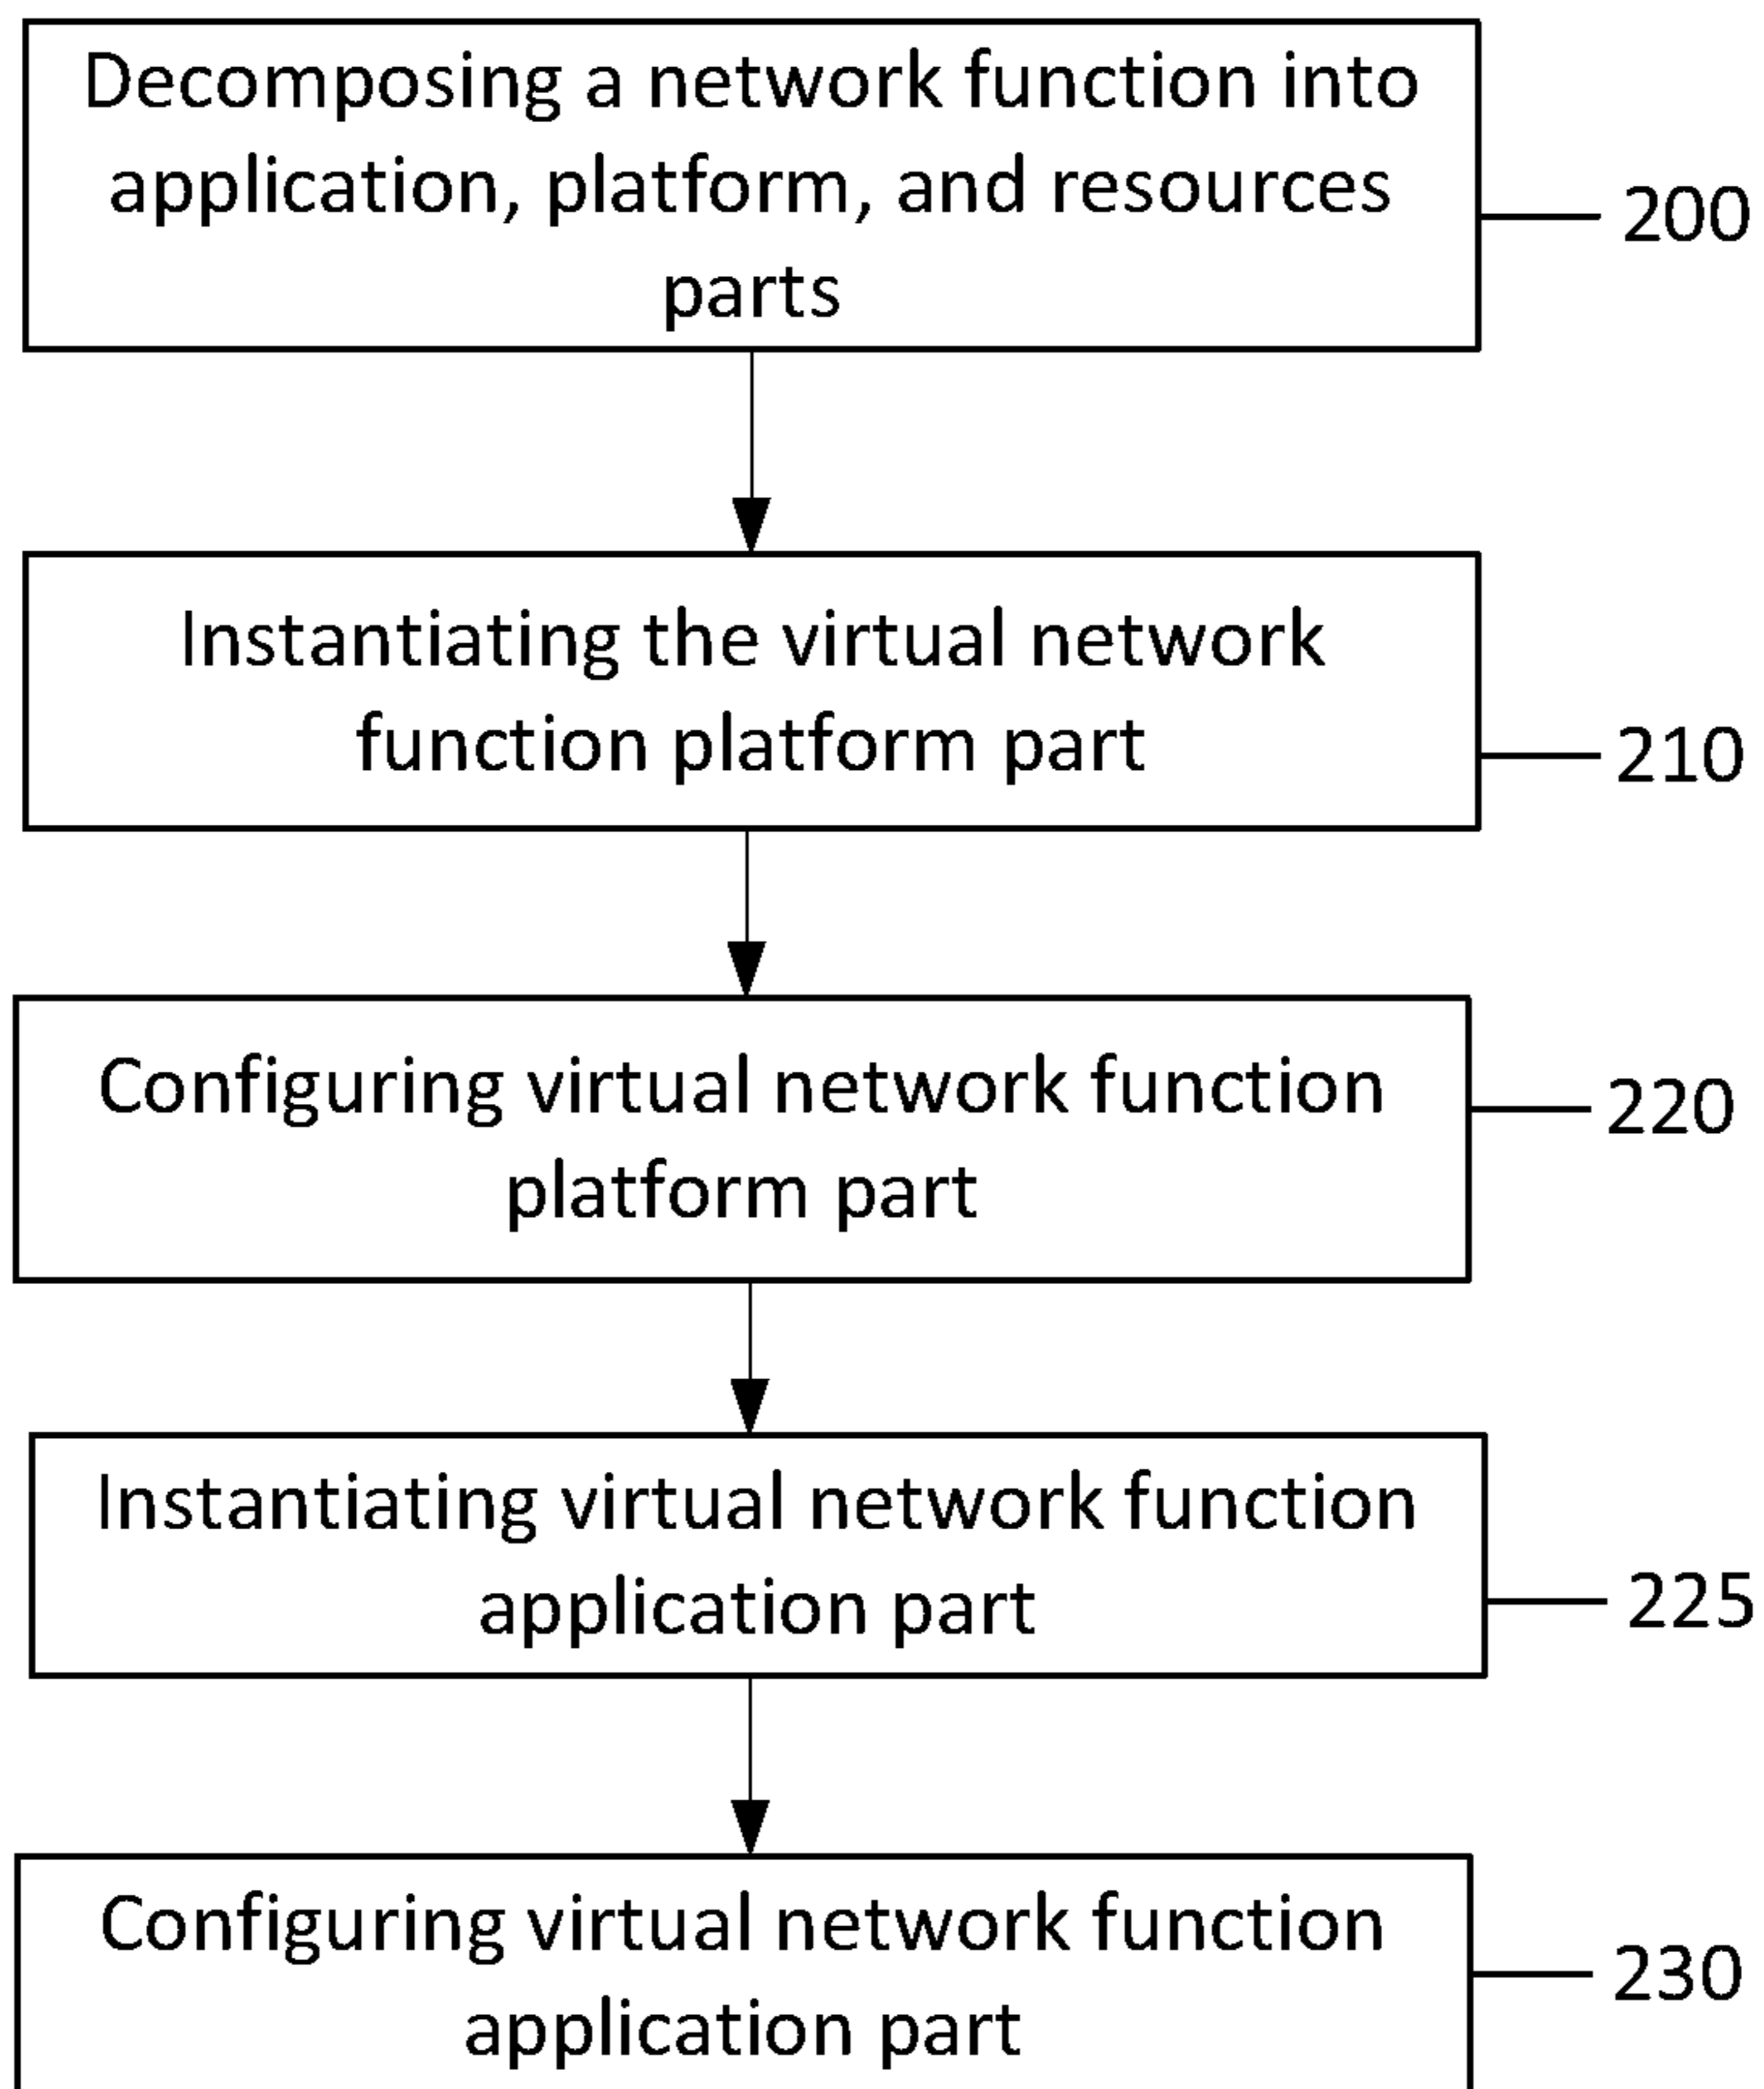 Decomposing a network function into
application, platform, and resources
parts
200
Instantiating the virtual network
function platform part
210
Configuring virtual network function
platform part
220
Instantiating virtual network function
application part
225
Configuring virtual network function
application part
230